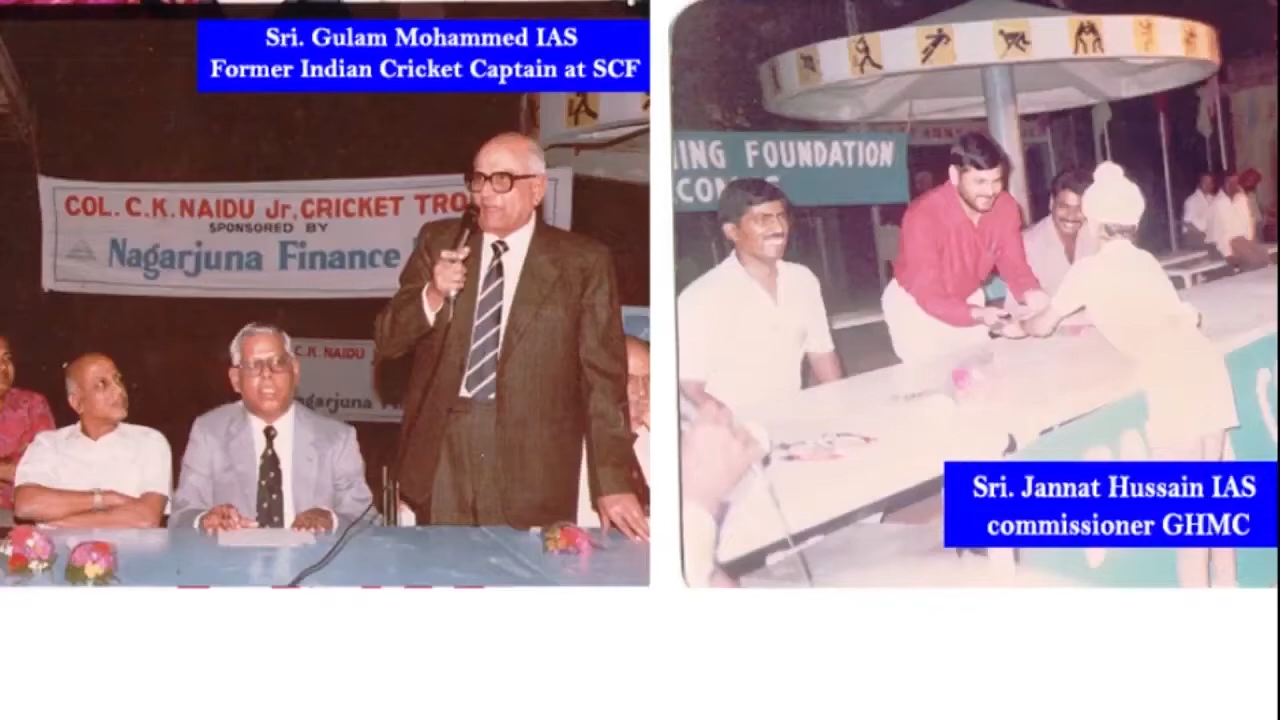 Sri. Gulam Mohammed IAS
Former Indian Cricket Captain at SCF
COL. C.K. NAIDU Jr, CRICKET TRO
SPONSORED BY
Nagarjuna Finance
C.K. NAIDU
agarjuna
ING FOUNDATION
Sri. Jannat Hussain IAS
commissioner GHMC